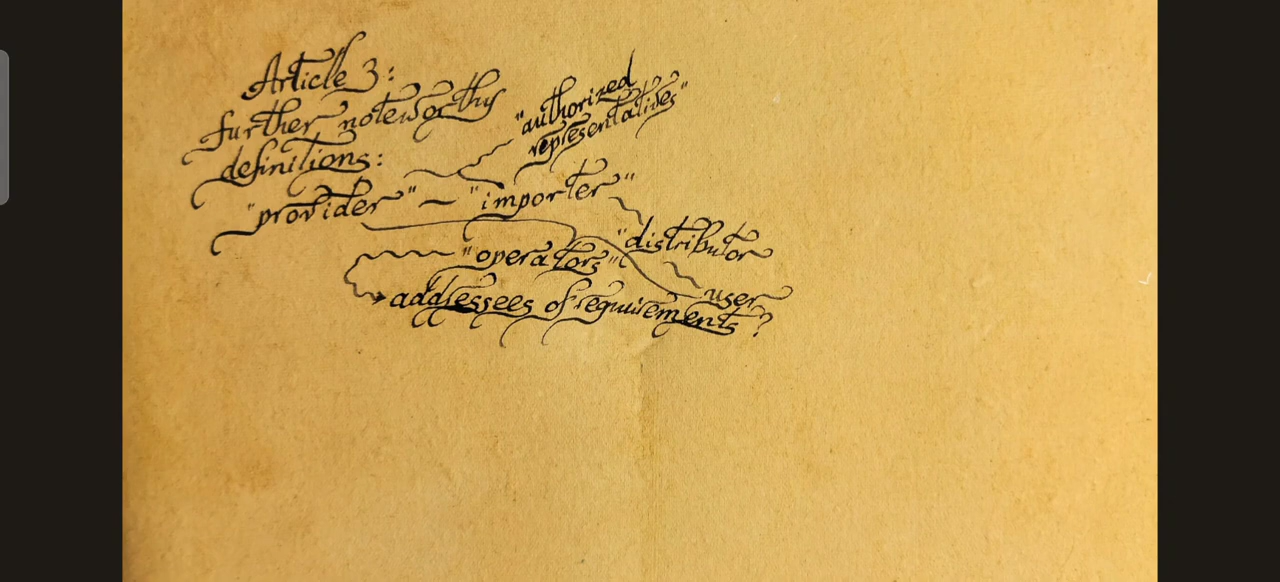 Article 3:
further noteworthy
definitions:
"authorized
representatives"
"provider" – "importer"
"distributor
"operators"
user
addressees of requirements?